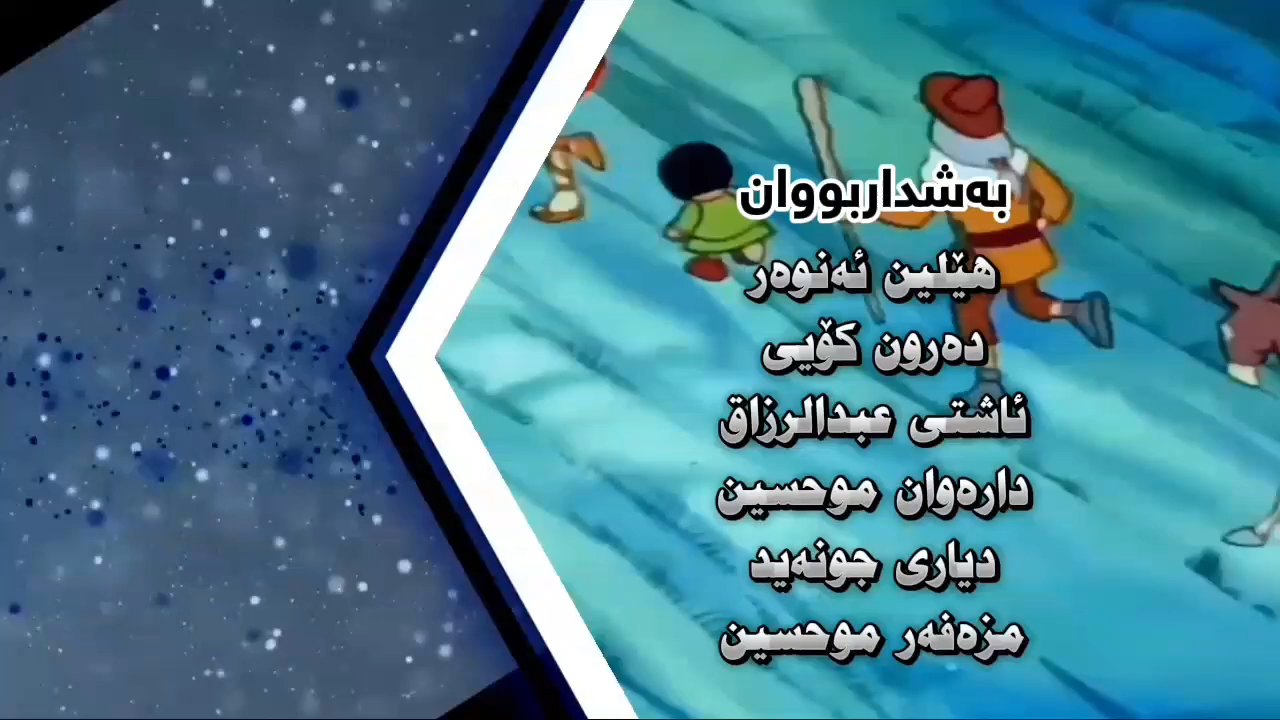 بەشداربووان
هێلین ئەنوەر
دەرون کۆیی
ئاشتی عبدالرزاق
دارەوان موحسین
دیاری جونەید
مزەفەر موحسین